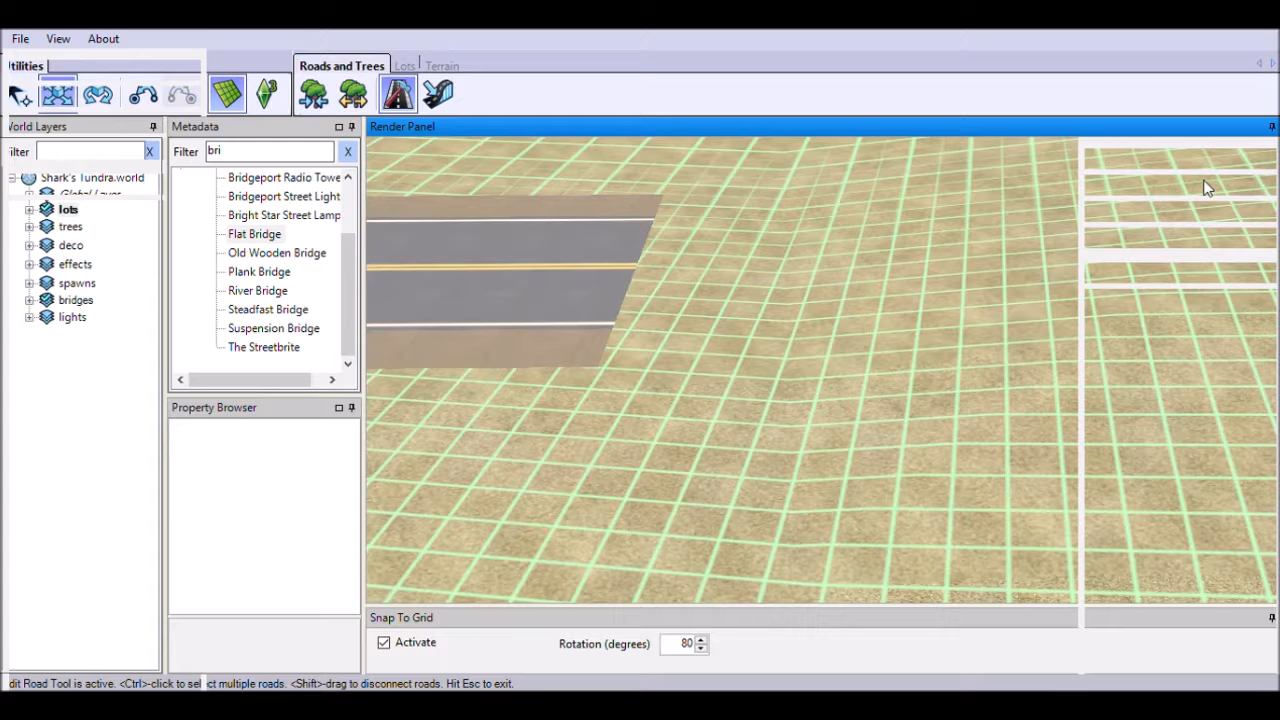 File View About
tilities
Roads and Trees Lots Terrain
orld Layers
Metadata
Render Panel
ilter X
Filter bri X
Shark's Tundra.world
Global Layer
lots
trees
deco
effects
spawns
bridges
lights
Bridgeport Radio Towe
Bridgeport Street Light
Bright Star Street Lamp
Flat Bridge
Old Wooden Bridge
Plank Bridge
River Bridge
Steadfast Bridge
Suspension Bridge
The Streetbrite
Property Browser
Snap To Grid
Activate
Rotation (degrees) 80
dit Road Tool is active. <Ctrl>-click to sel ct multiple roads. <Shift>-drag to disconnect roads. Hit Esc to exit.